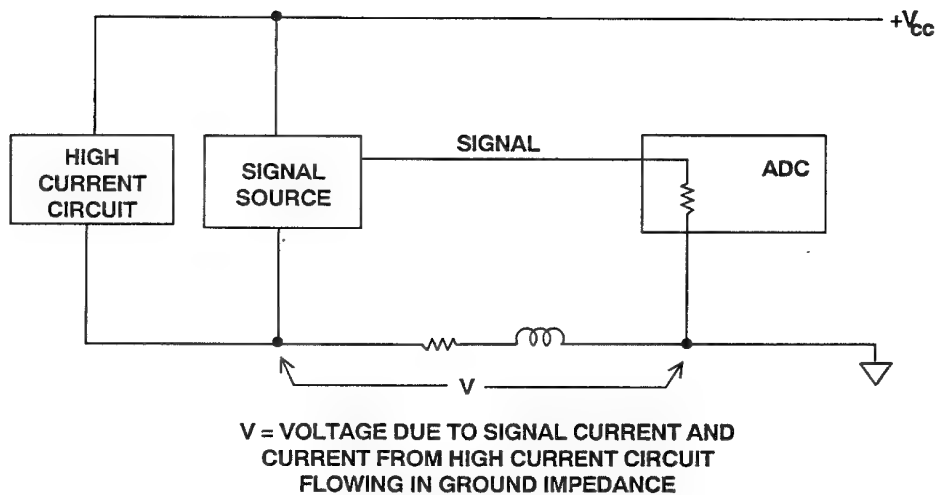 +Vcc
HIGH
CURRENT
CIRCUIT
SIGNAL
SOURCE
SIGNAL
ADC
V
V = VOLTAGE DUE TO SIGNAL CURRENT AND
CURRENT FROM HIGH CURRENT CIRCUIT
FLOWING IN GROUND IMPEDANCE